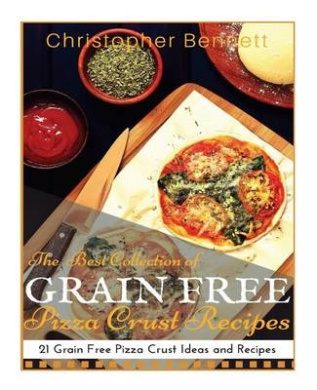 Christopher Bennett
The Best Collection of
GRAIN FREE
Pizza Crust Recipes
21 Grain Free Pizza Crust Ideas and Recipes